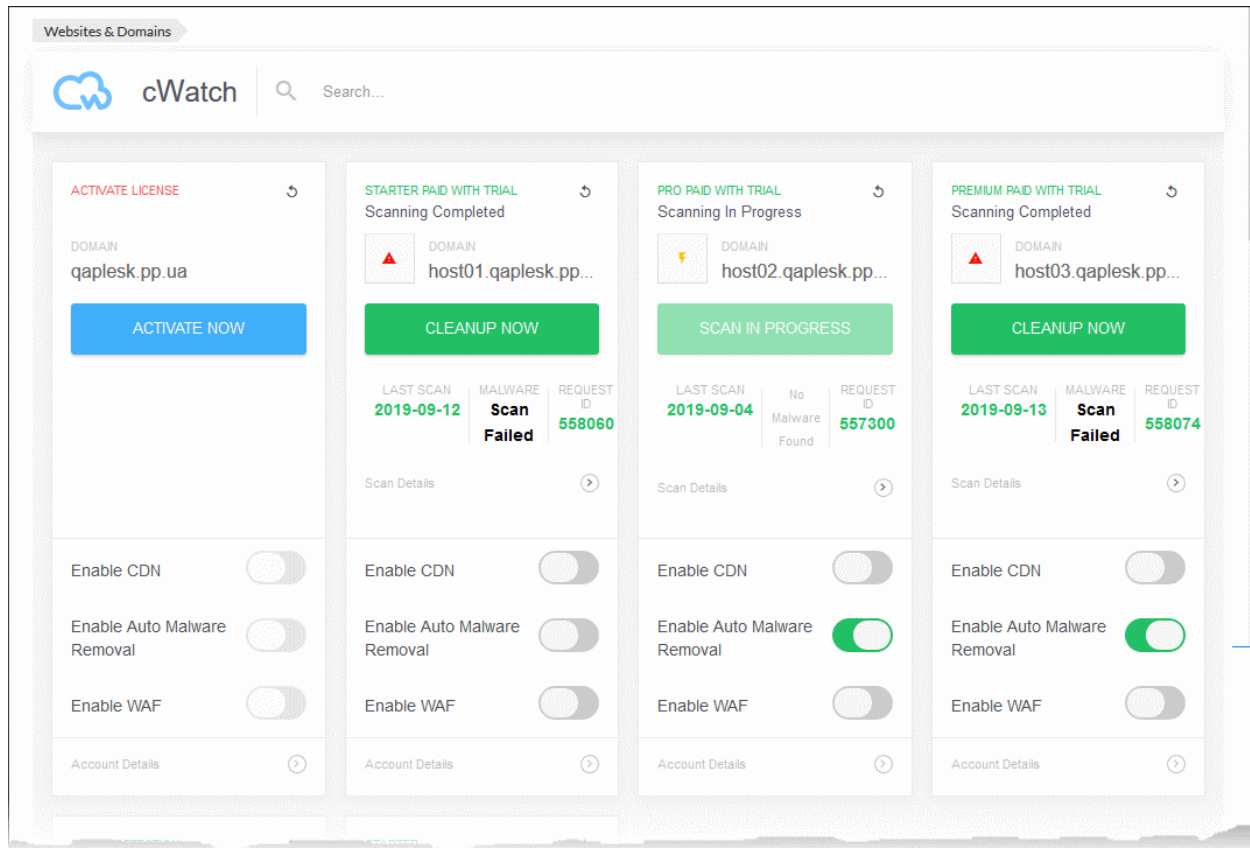 Websites & Domains
cWatch
Search...
ACTIVATE LICENSE
DOMAIN
qaplesk.pp.ua
ACTIVATE NOW
Enable CDN
Enable Auto Malware
Removal
Enable WAF
Account Details
STARTER PAID WITH TRIAL
Scanning Completed
DOMAIN
host01.qaplesk.pp...
CLEANUP NOW
LAST SCAN
2019-09-12
MALWARE
Scan
Failed
REQUEST
ID
558060
Scan Details
Enable CDN
Enable Auto Malware
Removal
Enable WAF
Account Details
PRO PAID WITH TRIAL
Scanning In Progress
DOMAIN
host02.qaplesk.pp...
SCAN IN PROGRESS
LAST SCAN
2019-09-04
No
Malware
Found
REQUEST
ID
557300
Scan Details
Enable CDN
Enable Auto Malware
Removal
Enable WAF
Account Details
PREMIUM PAID WITH TRIAL
Scanning Completed
DOMAIN
host03.qaplesk.pp...
CLEANUP NOW
LAST SCAN
2019-09-13
MALWARE
Scan
Failed
REQUEST
ID
558074
Scan Details
Enable CDN
Enable Auto Malware
Removal
Enable WAF
Account Details